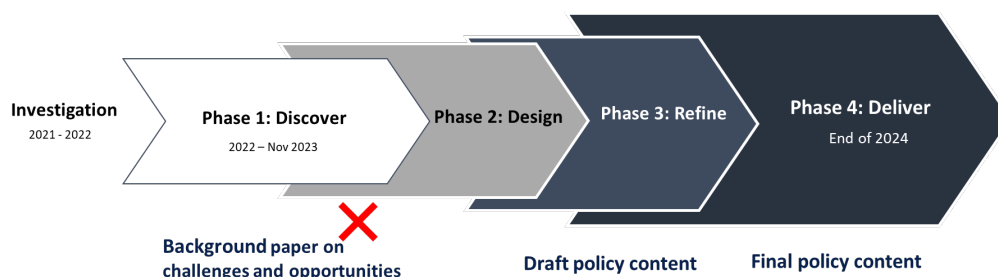 Investigation
2021 - 2022
Phase 1: Discover
2022 – Nov 2023
Phase 2: Design
Phase 3: Refine
Phase 4: Deliver
End of 2024
Background paper on
challenges and opportunities
Draft policy content
Final policy content